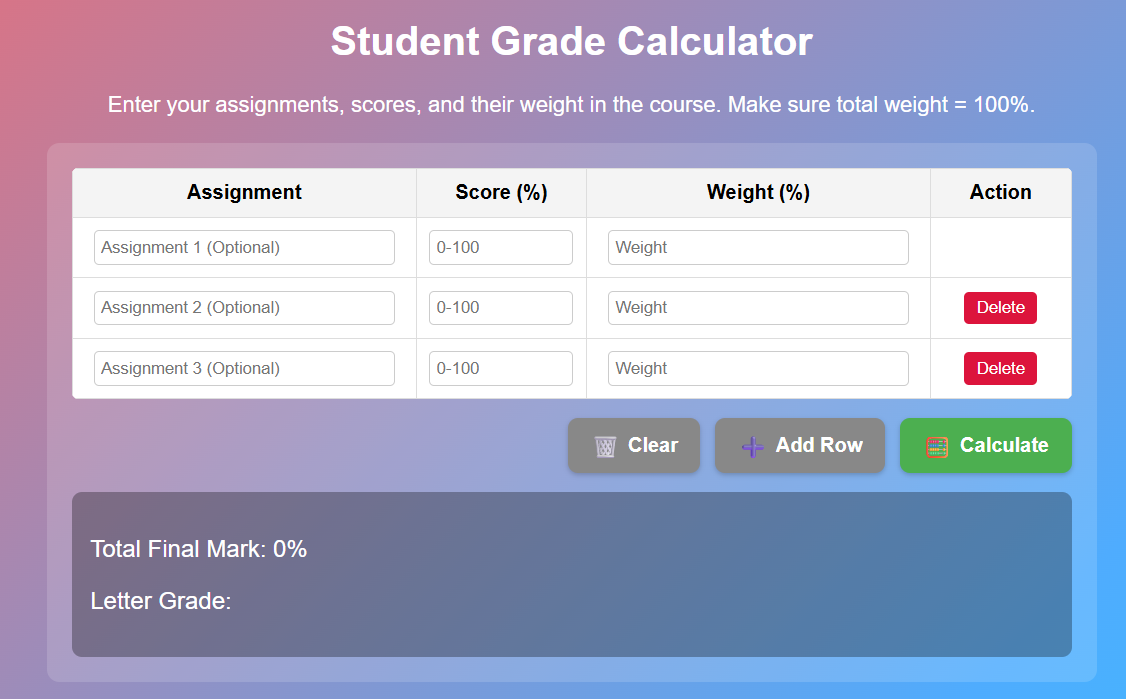 Student Grade Calculator
Enter your assignments, scores, and their weight in the course. Make sure total weight = 100%.
Assignment Score (%) Weight (%) Action
Assignment 1 (Optional) 0-100 Weight
Assignment 2 (Optional) 0-100 Weight Delete
Assignment 3 (Optional) 0-100 Weight Delete
Clear Add Row Calculate
Total Final Mark: 0%
Letter Grade: